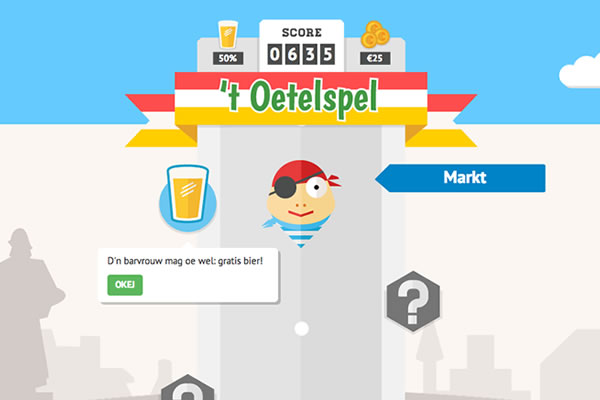 SCORE
0635
50%
€25
't Oetelspel
Markt
D'n barvrouw mag oe wel: gratis bier!
OKEJ
?
?